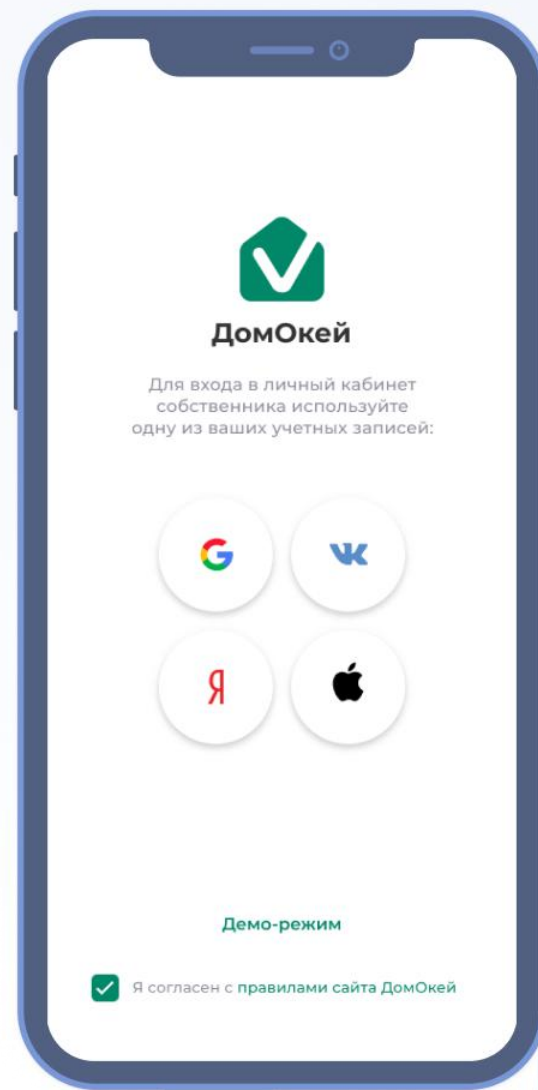 ДомОкей
Для входа в личный кабинет
собственника используйте
одну из ваших учетных записей:
G
Я
Демо-режим
Я согласен с правилами сайта ДомОкей